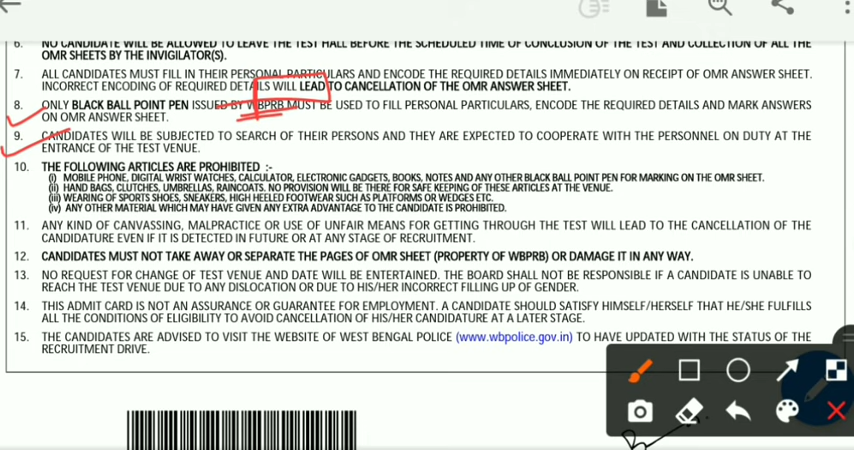 6. NO CANDIDATE WILL BE ALLOWED TO LEAVE THE TEST HALL BEFORE THE SCHEDULED TIME OF CONCLUSION OF THE TEST AND COLLECTION OF ALL THE
OMR SHEETS BY THE INVIGILATOR(S).
7. ALL CANDIDATES MUST FILL IN THEIR PERSONAL PARTICULARS AND ENCODE THE REQUIRED DETAILS IMMEDIATELY ON RECEIPT OF OMR ANSWER SHEET.
INCORRECT ENCODING OF REQUIRED DETAILS WILL LEAD TO CANCELLATION OF THE OMR ANSWER SHEET.
8. ONLY BLACK BALL POINT PEN ISSUED BY WBPRB MUST BE USED TO FILL PERSONAL PARTICULARS, ENCODE THE REQUIRED DETAILS AND MARK ANSWERS
ON OMR ANSWER SHEET.
9. CANDIDATES WILL BE SUBJECTED TO SEARCH OF THEIR PERSONS AND THEY ARE EXPECTED TO COOPERATE WITH THE PERSONNEL ON DUTY AT THE
ENTRANCE OF THE TEST VENUE.
10. THE FOLLOWING ARTICLES ARE PROHIBITED :-
(i) MOBILE PHONE, DIGITAL WRIST WATCHES, CALCULATOR, ELECTRONIC GADGETS, BOOKS, NOTES AND ANY OTHER BLACK BALL POINT PEN FOR MARKING ON THE OMR SHEET.
(ii) HAND BAGS, CLUTCHES, UMBRELLAS, RAINCOATS. NO PROVISION WILL BE THERE FOR SAFE KEEPING OF THESE ARTICLES AT THE VENUE.
(iii) WEARING OF SPORTS SHOES, SNEAKERS, HIGH HEELED FOOTWEAR SUCH AS PLATFORMS OR WEDGES ETC.
(iv) ANY OTHER MATERIAL WHICH MAY HAVE GIVEN ANY EXTRA ADVANTAGE TO THE CANDIDATE IS PROHIBITED.
11. ANY KIND OF CANVASSING, MALPRACTICE OR USE OF UNFAIR MEANS FOR GETTING THROUGH THE TEST WILL LEAD TO THE CANCELLATION OF THE
CANDIDATURE EVEN IF IT IS DETECTED IN FUTURE OR AT ANY STAGE OF RECRUITMENT.
12. CANDIDATES MUST NOT TAKE AWAY OR SEPARATE THE PAGES OF OMR SHEET (PROPERTY OF WBPRB) OR DAMAGE IT IN ANY WAY.
13. NO REQUEST FOR CHANGE OF TEST VENUE AND DATE WILL BE ENTERTAINED. THE BOARD SHALL NOT BE RESPONSIBLE IF A CANDIDATE IS UNABLE TO
REACH THE TEST VENUE DUE TO ANY DISLOCATION OR DUE TO HIS/HER INCORRECT FILLING UP OF GENDER.
14. THIS ADMIT CARD IS NOT AN ASSURANCE OR GUARANTEE FOR EMPLOYMENT. A CANDIDATE SHOULD SATISFY HIMSELF/HERSELF THAT HE/SHE FULFILLS
ALL THE CONDITIONS OF ELIGIBILITY TO AVOID CANCELLATION OF HIS/HER CANDIDATURE AT A LATER STAGE.
15. THE CANDIDATES ARE ADVISED TO VISIT THE WEBSITE OF WEST BENGAL POLICE (www.wbpolice.gov.in) TO HAVE UPDATED WITH THE STATUS OF THE
RECRUITMENT DRIVE.